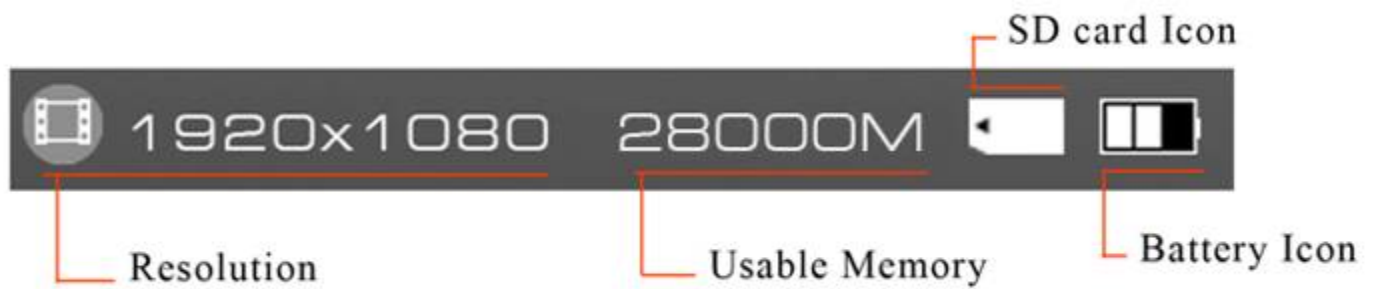 SD card Icon
1920x1080 28000M
Resolution
Usable Memory
Battery Icon